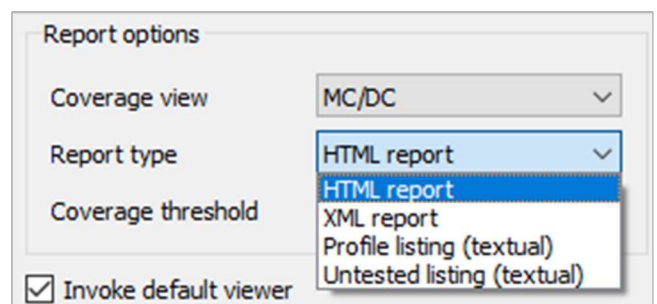 Report options
Coverage view MC/DC
Report type HTML report
HTML report
XML report
Coverage threshold
Profile listing (textual)
Untested listing (textual)
Invoke default viewer